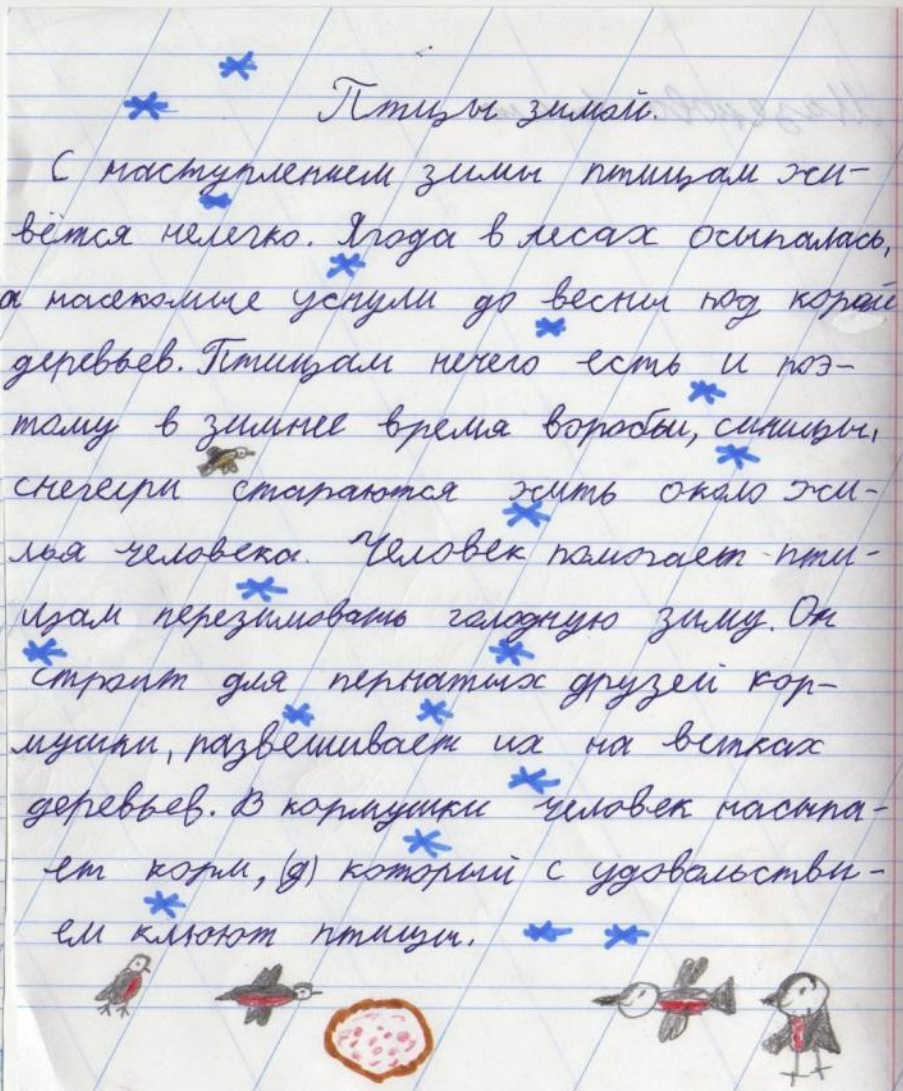 Птицы зимой.
С наступлением зимы птицам жи-
вётся нелегко. Ягода в лесах осыпалась,
а насекомые уснули до весны под корой
деревьев. Птицам нечего есть и поэ-
тому в зимнее время воробьи, синицы,
снегири стараются жить около жи-
лья человека. Человек помогает пти-
цам перезимовать голодную зиму. Он
строит для пернатых друзей кор-
мушки, развешивает их на ветках
деревьев. В кормушки человек насыпа-
ет корм, (д) который с удовольстви-
ем клюют птицы.